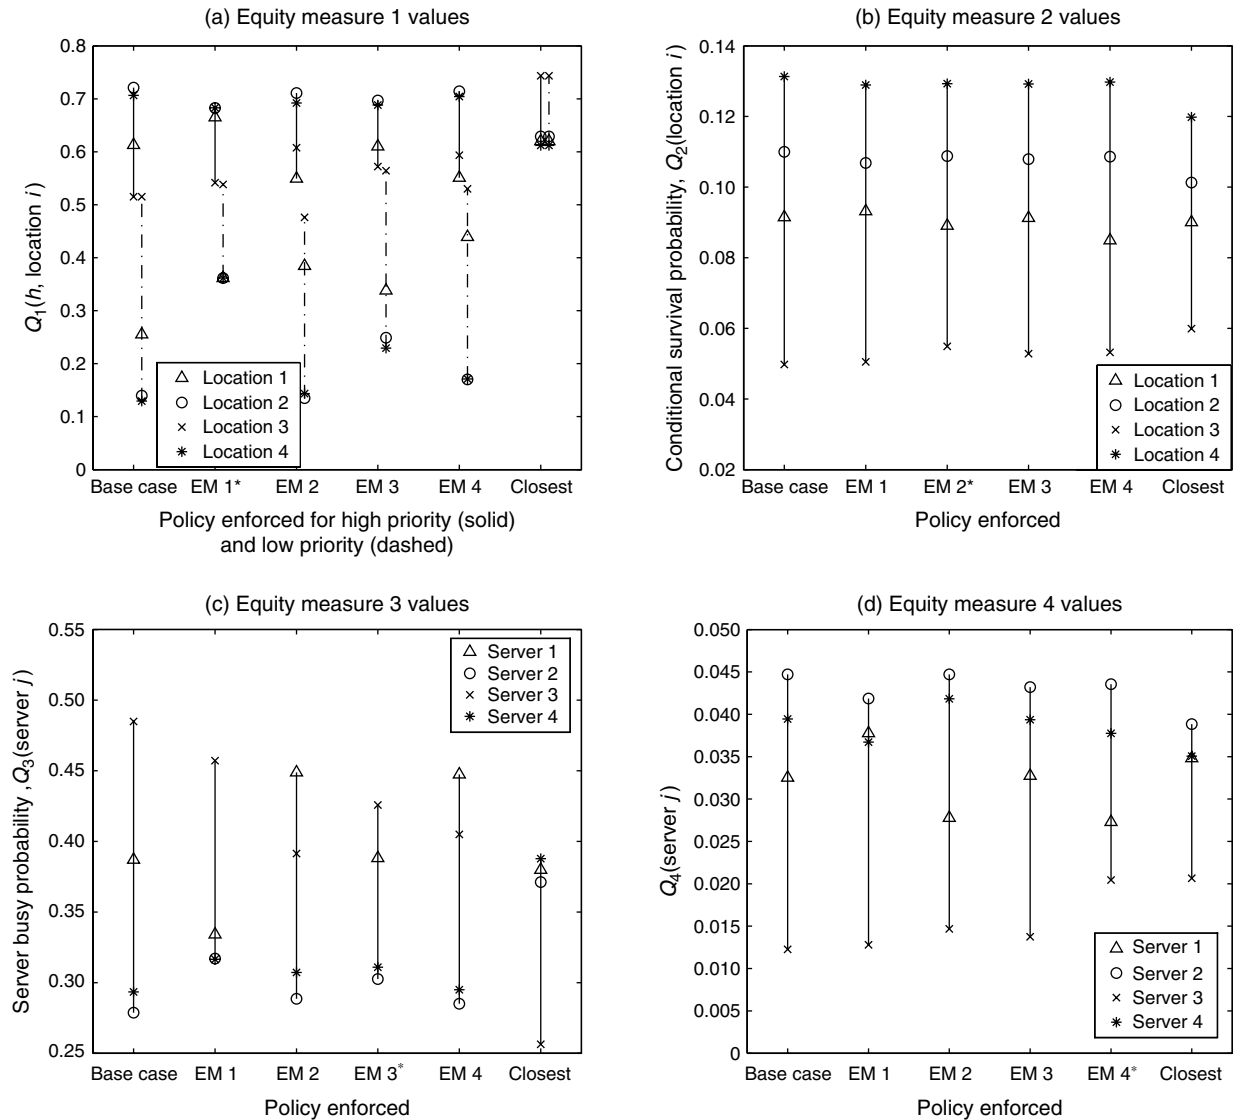 (a) Equity measure 1 values
0.8
0.7
0.6
0.5
0.4
0.3
0.2
0.1
0
Q1(h, location i)
Location 1
Location 2
Location 3
Location 4
Base case EM 1* EM 2 EM 3 EM 4 Closest
Policy enforced for high priority (solid)
and low priority (dashed)
(b) Equity measure 2 values
0.14
0.12
0.10
0.08
0.06
0.04
0.02
Conditional survival probability, Q2(location i)
Location 1
Location 2
Location 3
Location 4
Base case EM 1 EM 2* EM 3 EM 4 Closest
Policy enforced
(c) Equity measure 3 values
0.55
0.50
0.45
0.40
0.35
0.30
0.25
Server busy probability ,Q3(server j)
Server 1
Server 2
Server 3
Server 4
Base case EM 1 EM 2 EM 3* EM 4 Closest
Policy enforced
(d) Equity measure 4 values
0.050
0.045
0.040
0.035
0.030
0.025
0.020
0.015
0.010
0.005
0
Q4(server j)
Server 1
Server 2
Server 3
Server 4
Base case EM 1 EM 2 EM 3 EM 4* Closest
Policy enforced